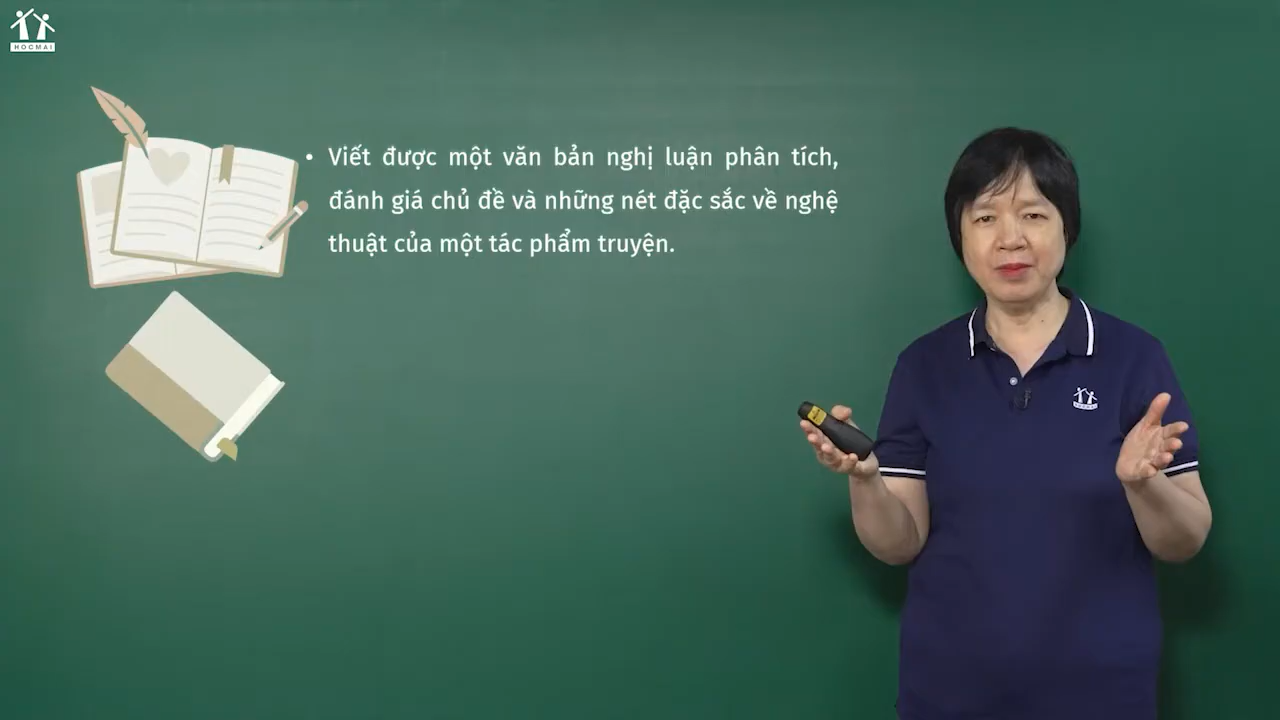 HOCMAI
• Viết được một văn bản nghị luận phân tích,
đánh giá chủ đề và những nét đặc sắc về nghệ
thuật của một tác phẩm truyện.